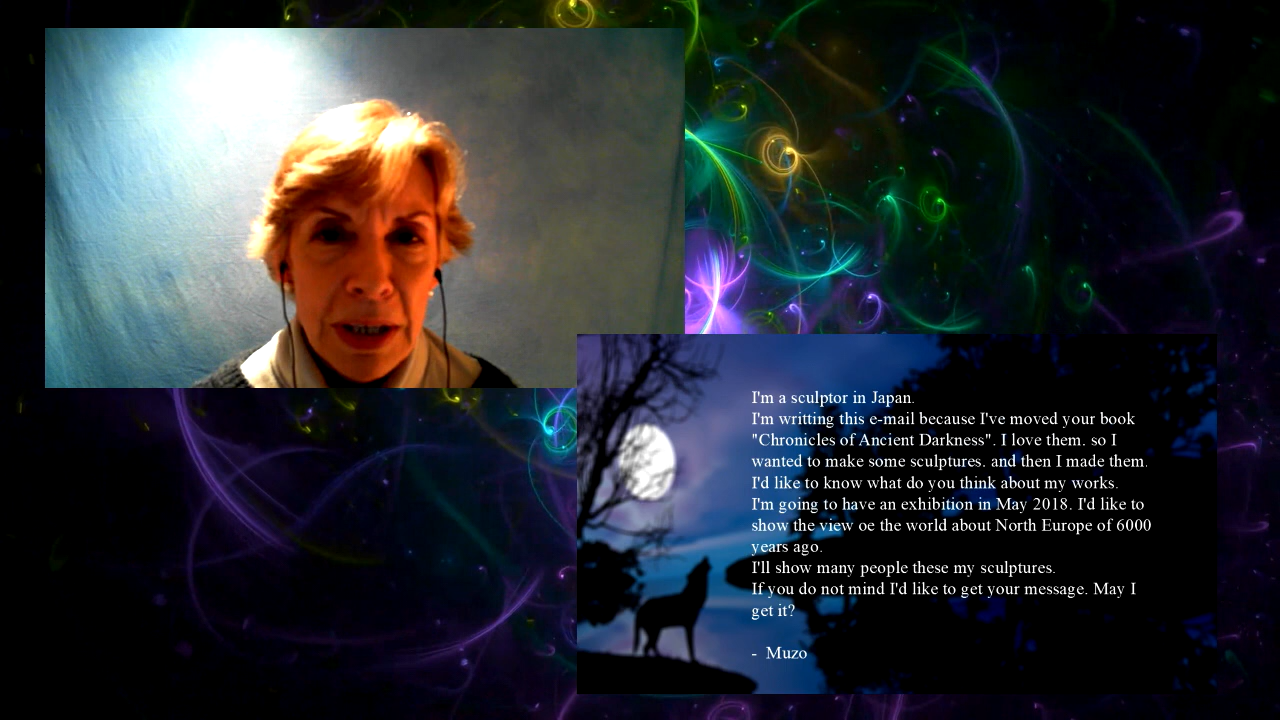 I'm a sculptor in Japan.
I'm writting this e-mail because I've moved your book
"Chronicles of Ancient Darkness". I love them. so I
wanted to make some sculptures. and then I made them.
I'd like to know what do you think about my works.
I'm going to have an exhibition in May 2018. I'd like to
show the view oe the world about North Europe of 6000
years ago.
I'll show many people these my sculptures.
If you do not mind I'd like to get your message. May I
get it?
- Muzo